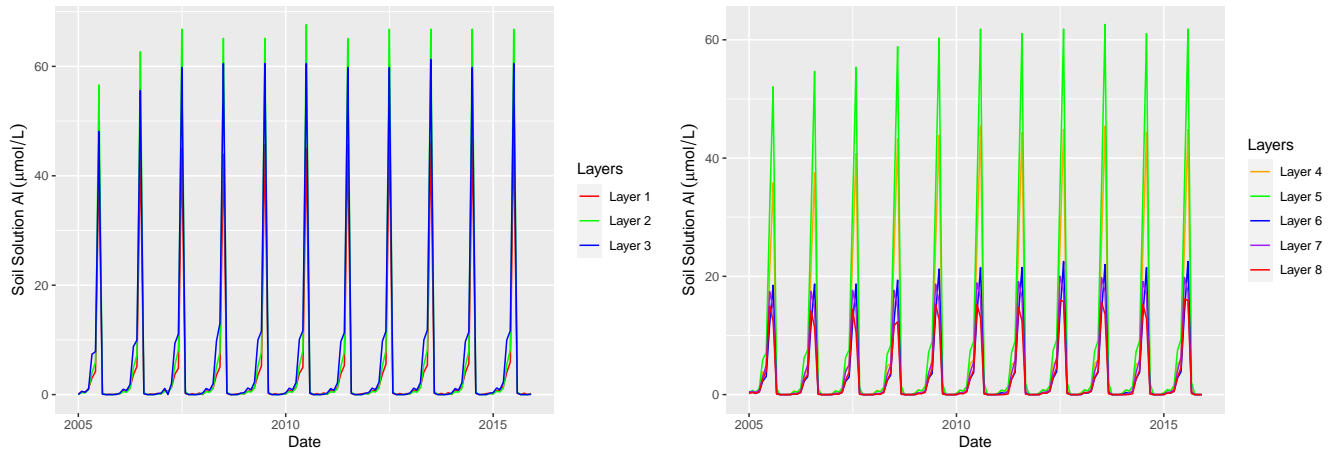 Soil Solution Al (μmol/L)
60
40
20
0
2005
2010
2015
Date
Layers
Layer 1
Layer 2
Layer 3
Soil Solution Al (μmol/L)
60
40
20
0
2005
2010
2015
Date
Layers
Layer 4
Layer 5
Layer 6
Layer 7
Layer 8